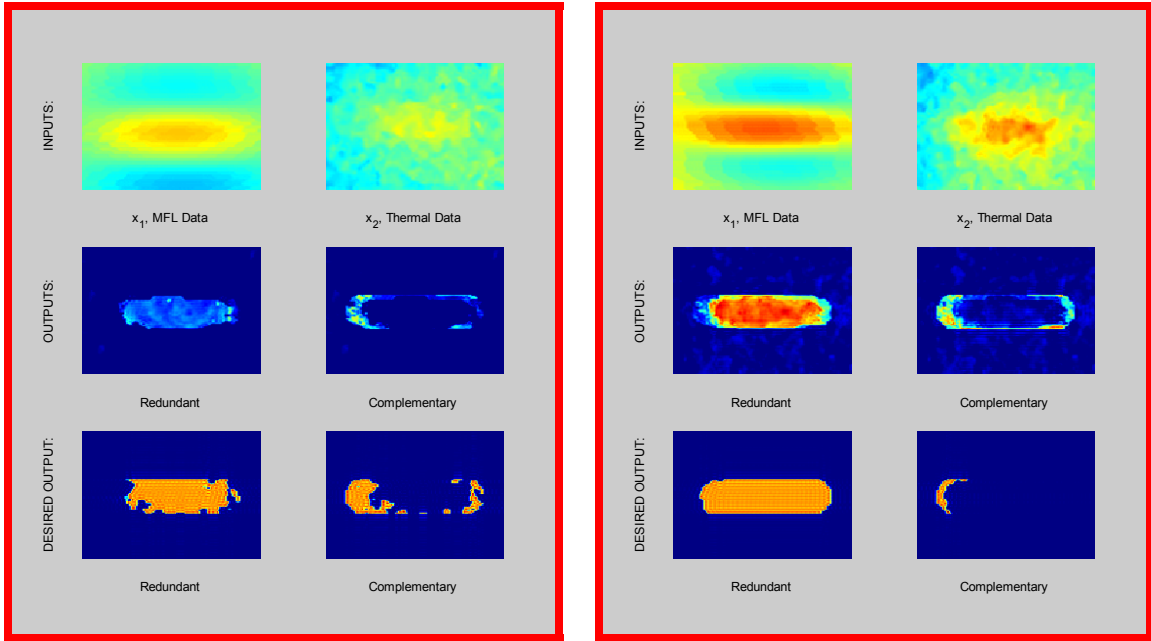 INPUTS:
x1, MFL Data
x2, Thermal Data
OUTPUTS:
Redundant
Complementary
DESIRED OUTPUT:
Redundant
Complementary
INPUTS:
x1, MFL Data
x2, Thermal Data
OUTPUTS:
Redundant
Complementary
DESIRED OUTPUT:
Redundant
Complementary